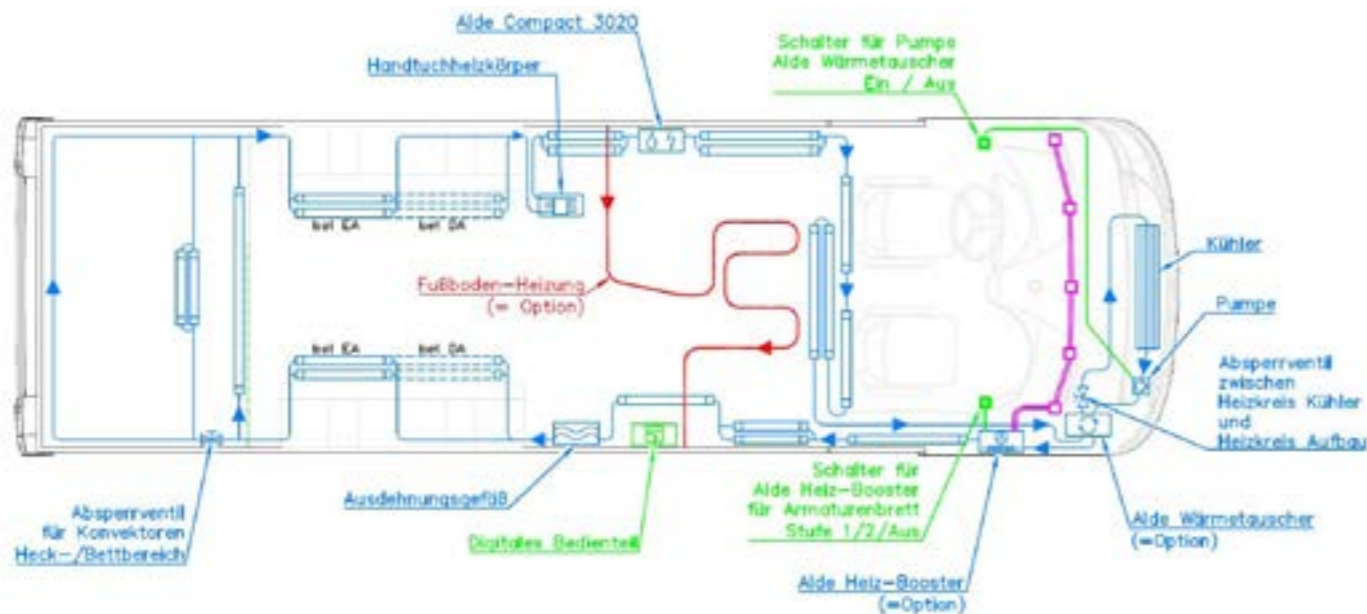 Alde Compact 3020
Handtuchheizkörper
Schalter für Pumpe
Alde Wärmetauscher
Ein / Aus
bei EA
bei DA
Fußboden-Heizung
(= Option)
Kühler
Pumpe
bei EA
bei DA
Absperrventil
zwischen
Heizkreis Kühler
und
Heizkreis Aufbau
Absperrventil
für Konvektoren
Heck-/Bettbereich
Ausdehnungsgefäß
Digitales Bedienteil
Schalter für
Alde Heiz-Booster
für Armaturenbrett
Stufe 1/2/Aus
Alde Wärmetauscher
(=Option)
Alde Heiz-Booster
(=Option)